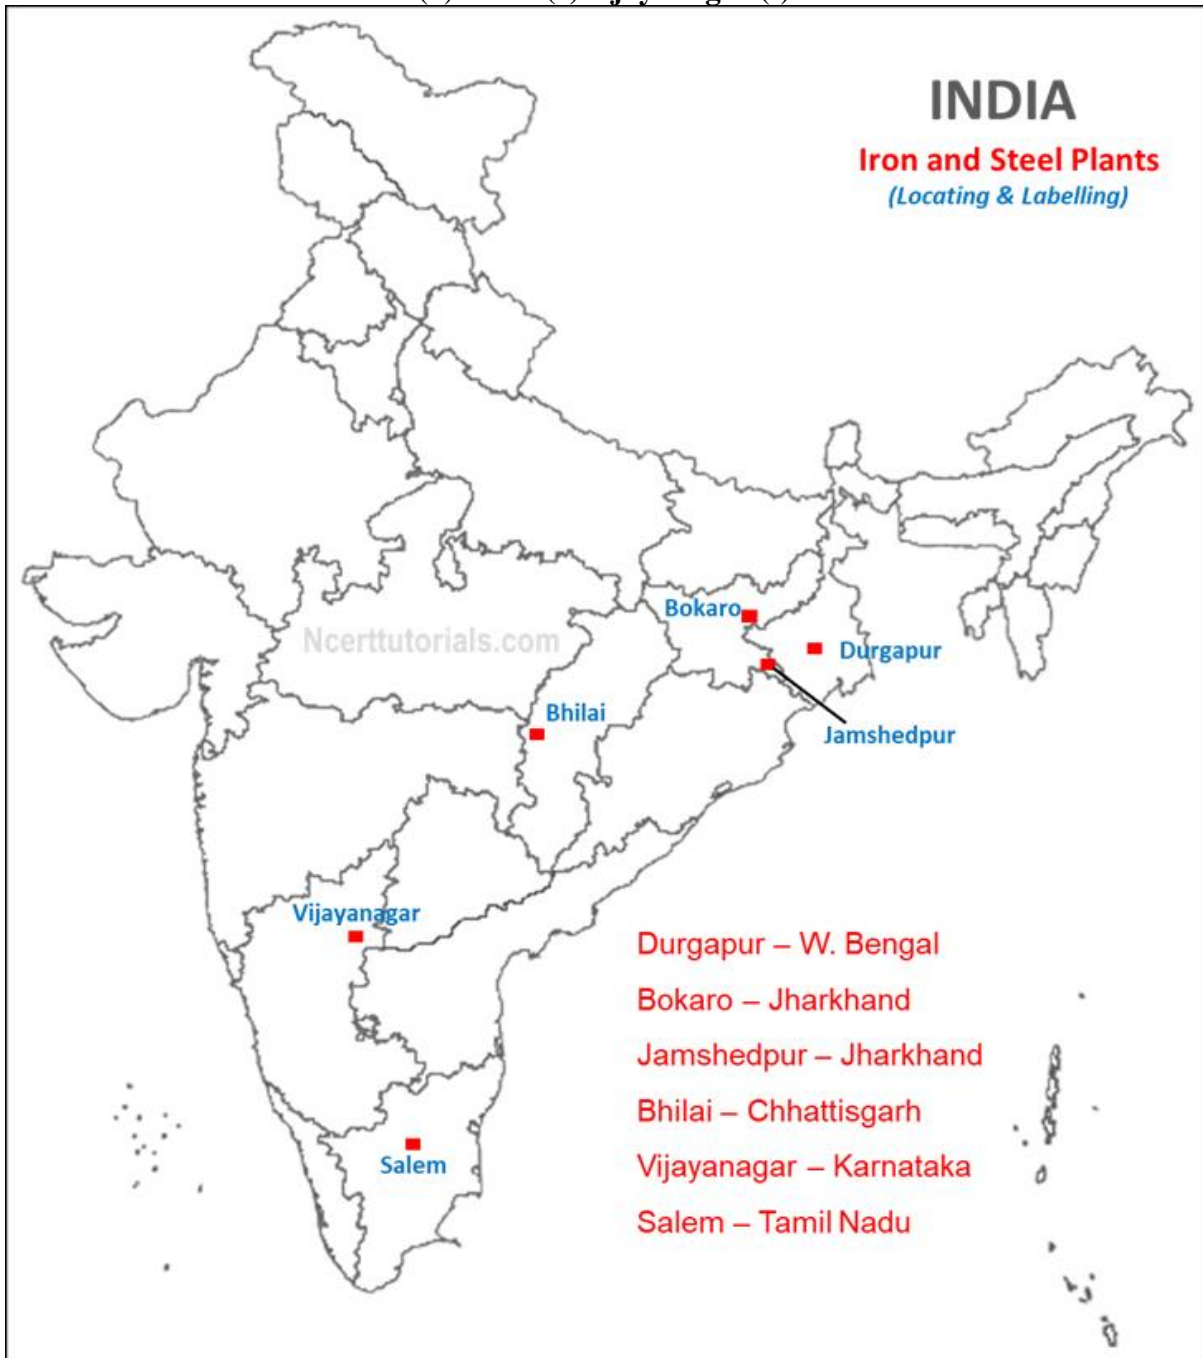 INDIA
Iron and Steel Plants
(Locating & Labelling)
Bokaro
Ncerttutorials.com
Durgapur
Bhilai
Jamshedpur
Vijayanagar
Durgapur – W. Bengal
Bokaro – Jharkhand
Jamshedpur – Jharkhand
Bhilai – Chhattisgarh
Vijayanagar – Karnataka
Salem
Salem – Tamil Nadu